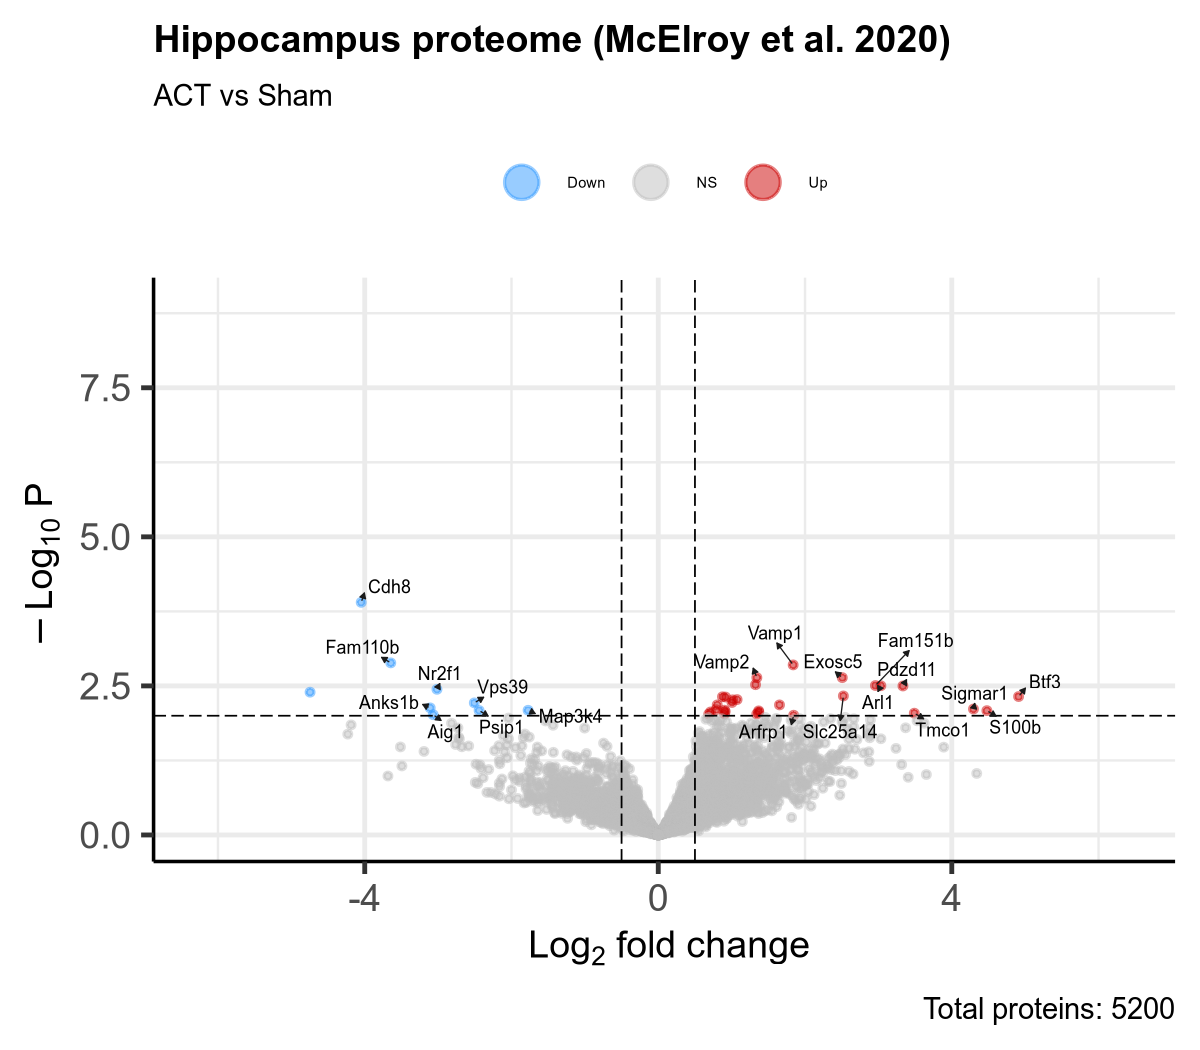 Hippocampus proteome (McElroy et al. 2020)
ACT vs Sham
Down NS Up
7.5
5.0
2.5
0.0
− Log10 P
Cdh8
Fam110b
Nr2f1
Vps39
Anks1b
Aig1
Psip1
Map3k4
Vamp1
Vamp2
Exosc5
Fam151b
Pdzd11
Arl1
Sigmar1
Btf3
Arfrp1
Slc25a14
Tmco1
S100b
-4 0 4
Log2 fold change
Total proteins: 5200